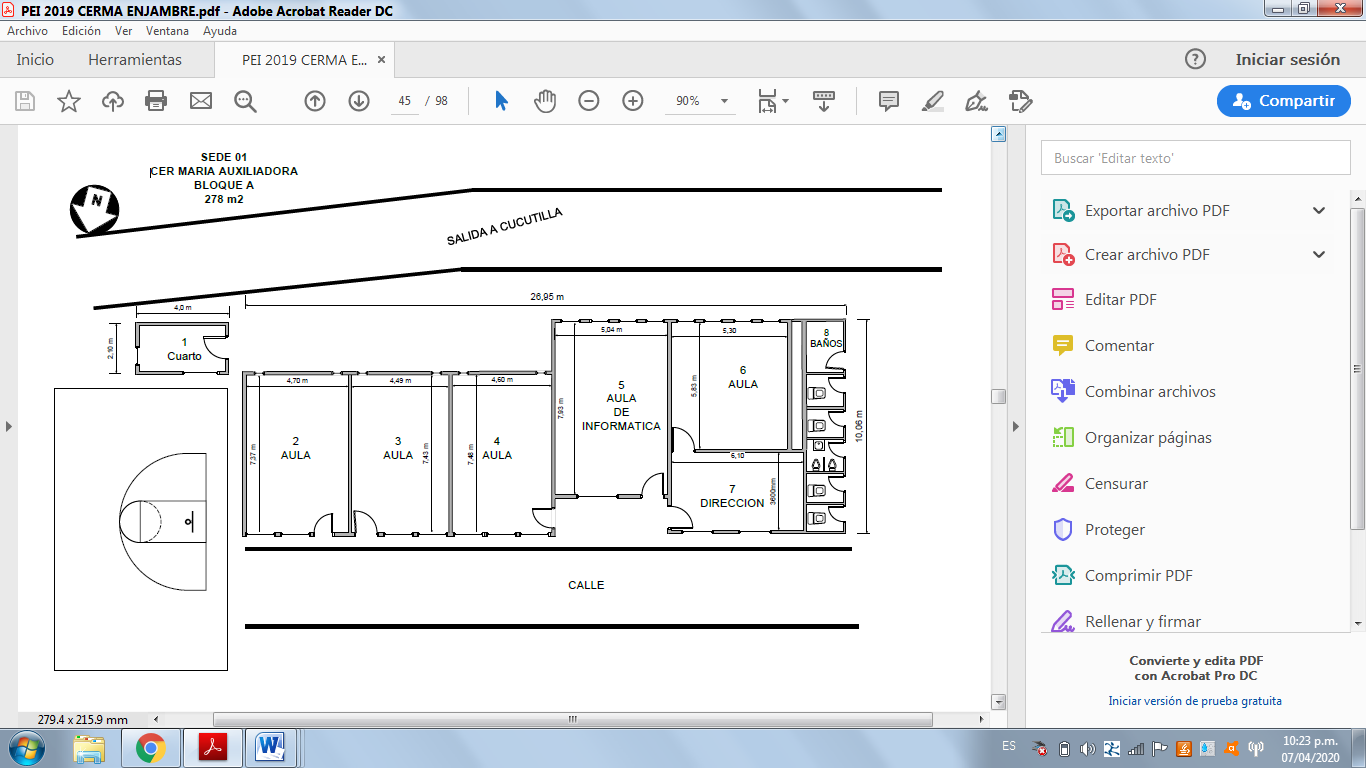 PEI 2019 CERMA ENJAMBRE.pdf - Adobe Acrobat Reader DC
Archivo Edición Ver Ventana Ayuda
Inicio Herramientas PEI 2019 CERMA E... × Iniciar sesión
45 / 98 90% Compartir
SEDE 01
CER MARIA AUXILIADORA
BLOQUE A
278 m2
N
SALIDA A CUCUTILLA
26,95 m
4,0 m
2,10 m
1
Cuarto
4,70 m
7,37 m
2
AULA
4,49 m
7,43 m
3
AULA
4,60 m
7,48 m
4
AULA
5,04 m
7,93 m
5
AULA
DE
INFORMATICA
5,30
5,83 m
6
AULA
6,10
3600mm
7
DIRECCION
8
BAÑOS
10,06 m
CALLE
279.4 x 215.9 mm
Buscar 'Editar texto'
Exportar archivo PDF
Crear archivo PDF
Editar PDF
Comentar
Combinar archivos
Organizar páginas
Censurar
Proteger
Comprimir PDF
Rellenar y firmar
Convierte y edita PDF
con Acrobat Pro DC
Iniciar versión de prueba gratuita
ES
10:23 p.m.
07/04/2020